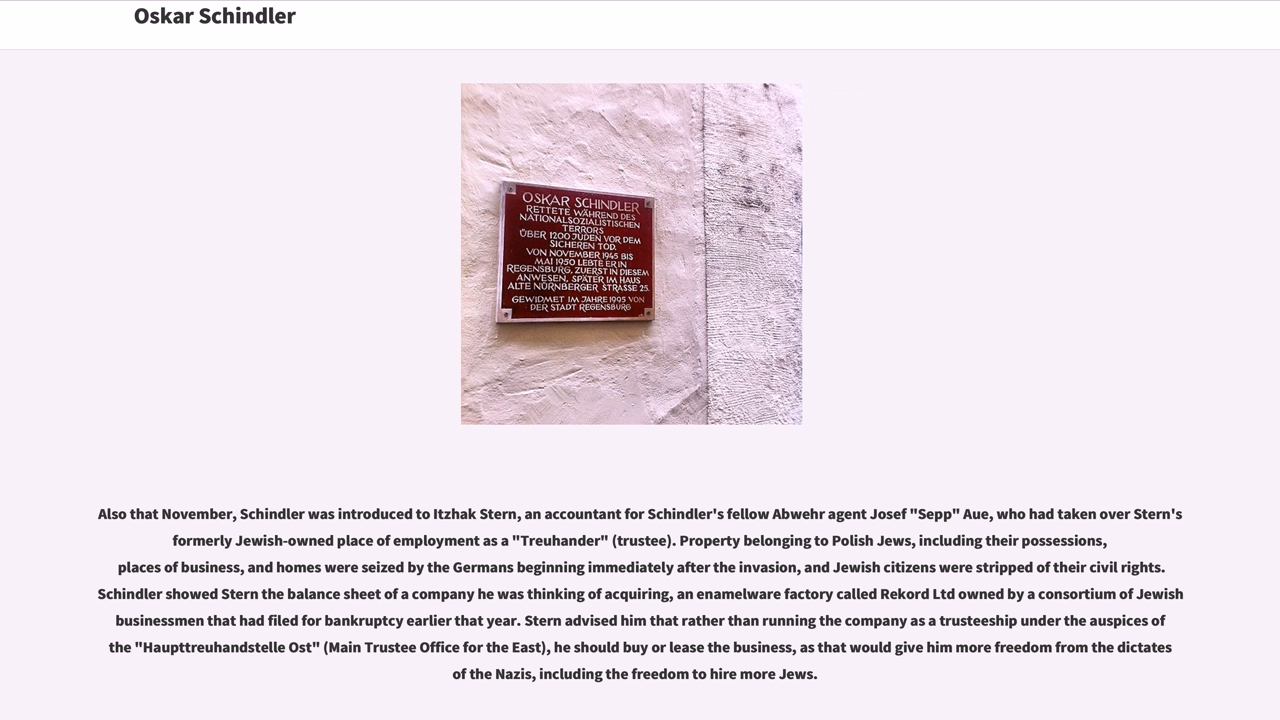 Oskar Schindler
OSKAR SCHINDLER
RETTETE WÄHREND DES
NATIONALSOZIALISTISCHEN
TERRORS
ÜBER 1200 JUDEN VOR DEM
SICHEREN TOD.
VON NOVEMBER 1945 BIS
MAI 1950 LEBTE ER IN
REGENSBURG, ZUERST IN DIESEM
ANWESEN, SPÄTER IM HAUS
ALTE NÜRNBERGER STRASSE 25.
GEWIDMET IM JAHRE 1995 VON
DER STADT REGENSBURG
Also that November, Schindler was introduced to Itzhak Stern, an accountant for Schindler's fellow Abwehr agent Josef "Sepp" Aue, who had taken over Stern's
formerly Jewish-owned place of employment as a "Treuhander" (trustee). Property belonging to Polish Jews, including their possessions,
places of business, and homes were seized by the Germans beginning immediately after the invasion, and Jewish citizens were stripped of their civil rights.
Schindler showed Stern the balance sheet of a company he was thinking of acquiring, an enamelware factory called Rekord Ltd owned by a consortium of Jewish
businessmen that had filed for bankruptcy earlier that year. Stern advised him that rather than running the company as a trusteeship under the auspices of
the "Haupttreuhandstelle Ost" (Main Trustee Office for the East), he should buy or lease the business, as that would give him more freedom from the dictates
of the Nazis, including the freedom to hire more Jews.